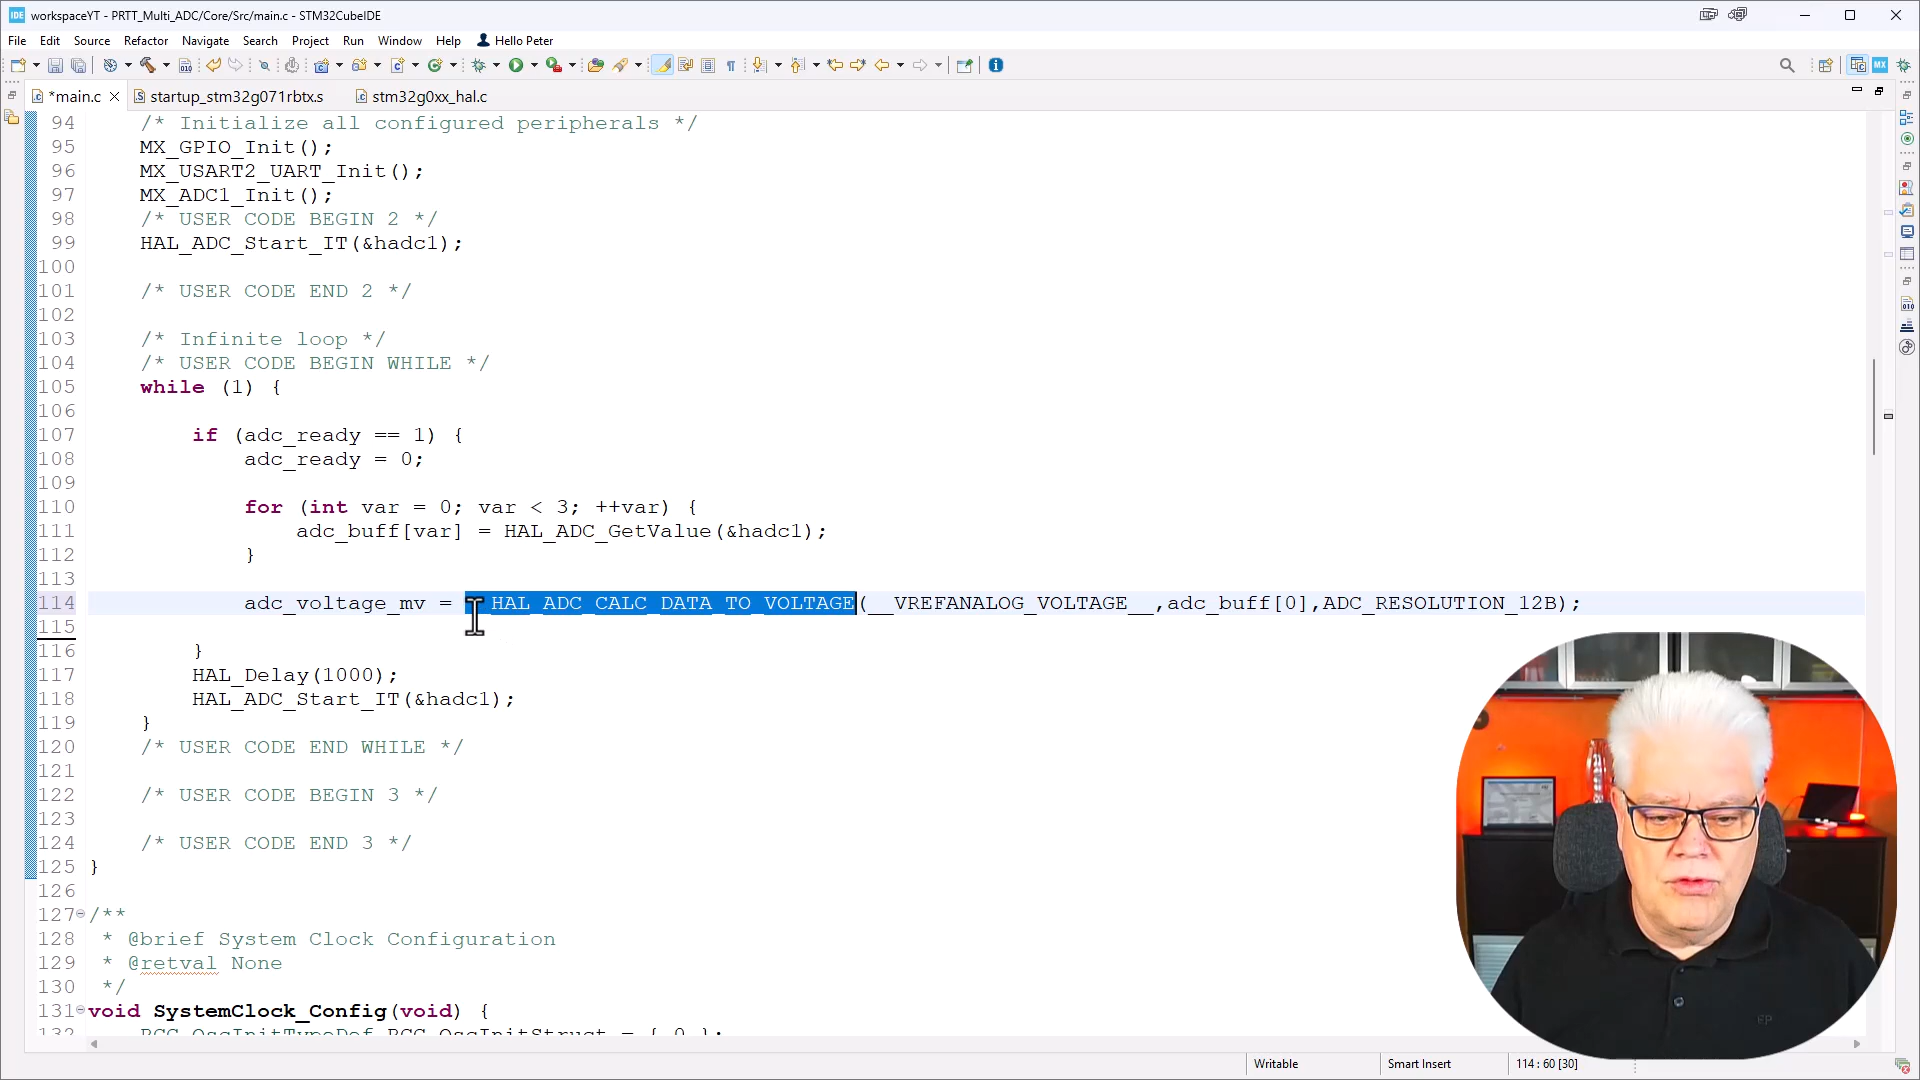 IDE workspaceYT - PRTT_Multi_ADC/Core/Src/main.c - STM32CubeIDE
File Edit Source Refactor Navigate Search Project Run Window Help Hello Peter
MX
*main.c startup_stm32g071rbtx.s stm32g0xx_hal.c
94 /* Initialize all configured peripherals */
95 MX_GPIO_Init();
96 MX_USART2_UART_Init();
97 MX_ADC1_Init();
98 /* USER CODE BEGIN 2 */
99 HAL_ADC_Start_IT(&hadc1);
100
101 /* USER CODE END 2 */
102
103 /* Infinite loop */
104 /* USER CODE BEGIN WHILE */
105 while (1) {
106
107 if (adc_ready == 1) {
108 adc_ready = 0;
109
110 for (int var = 0; var < 3; ++var) {
111 adc_buff[var] = HAL_ADC_GetValue(&hadc1);
112 }
113
114 adc_voltage_mv = __HAL_ADC_CALC_DATA_TO_VOLTAGE(__VREFANALOG_VOLTAGE__,adc_buff[0],ADC_RESOLUTION_12B);
115
116 }
117 HAL_Delay(1000);
118 HAL_ADC_Start_IT(&hadc1);
119 }
120 /* USER CODE END WHILE */
121
122 /* USER CODE BEGIN 3 */
123
124 /* USER CODE END 3 */
125 }
126
127 /**
128 * @brief System Clock Configuration
129 * @retval None
130 */
131 void SystemClock_Config(void) {
132 RCC_OscInitTypeDef RCC_OscInitStruct = { 0 };
Writable Smart Insert 114 : 60 [30]